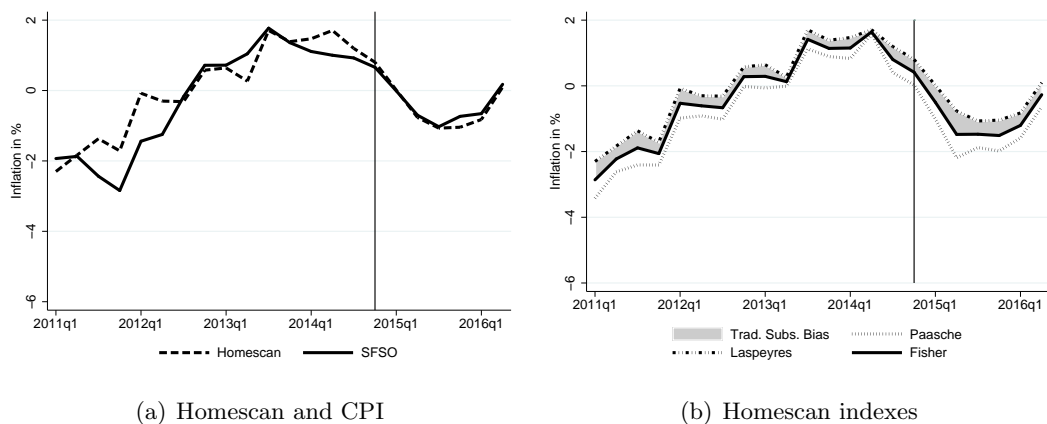 2
0
−2
−4
−6
Inflation in %
2011q1 2012q1 2013q1 2014q1 2015q1 2016q1
Homescan SFSO
(a) Homescan and CPI
2
0
−2
−4
−6
Inflation in %
2011q1 2012q1 2013q1 2014q1 2015q1 2016q1
Trad. Subs. Bias Paasche
Laspeyres Fisher
(b) Homescan indexes